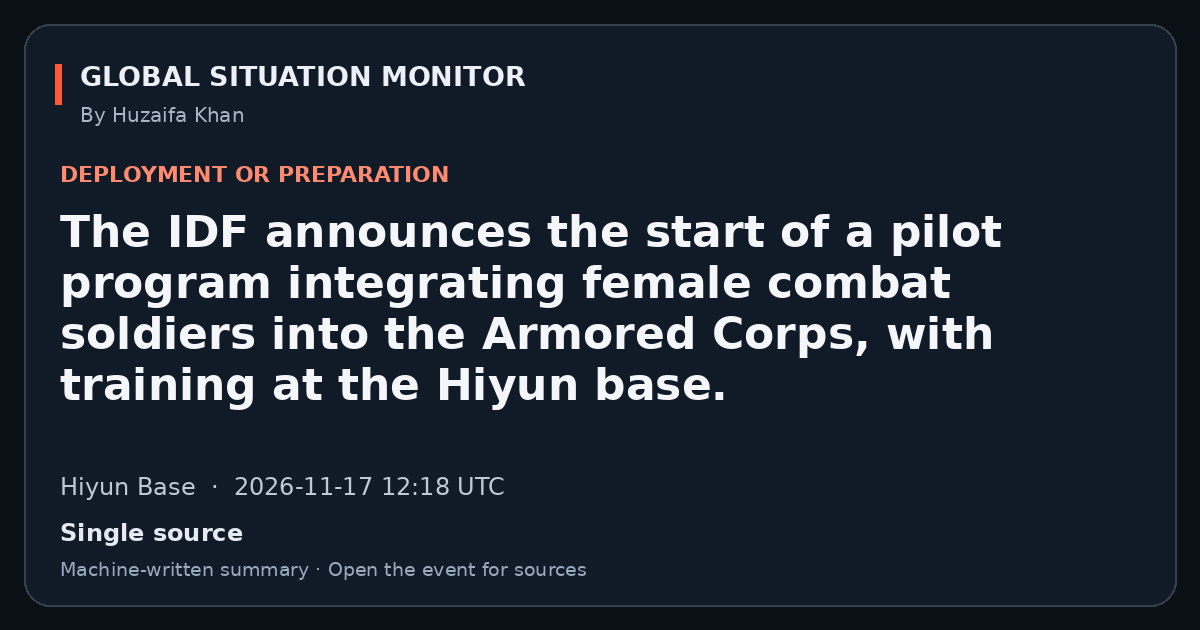 GLOBAL SITUATION MONITOR
By Huzaifa Khan
DEPLOYMENT OR PREPARATION
The IDF announces the start of a pilot
program integrating female combat
soldiers into the Armored Corps, with
training at the Hiyun base.
Hiyun Base · 2026-11-17 12:18 UTC
Single source
Machine-written summary · Open the event for sources